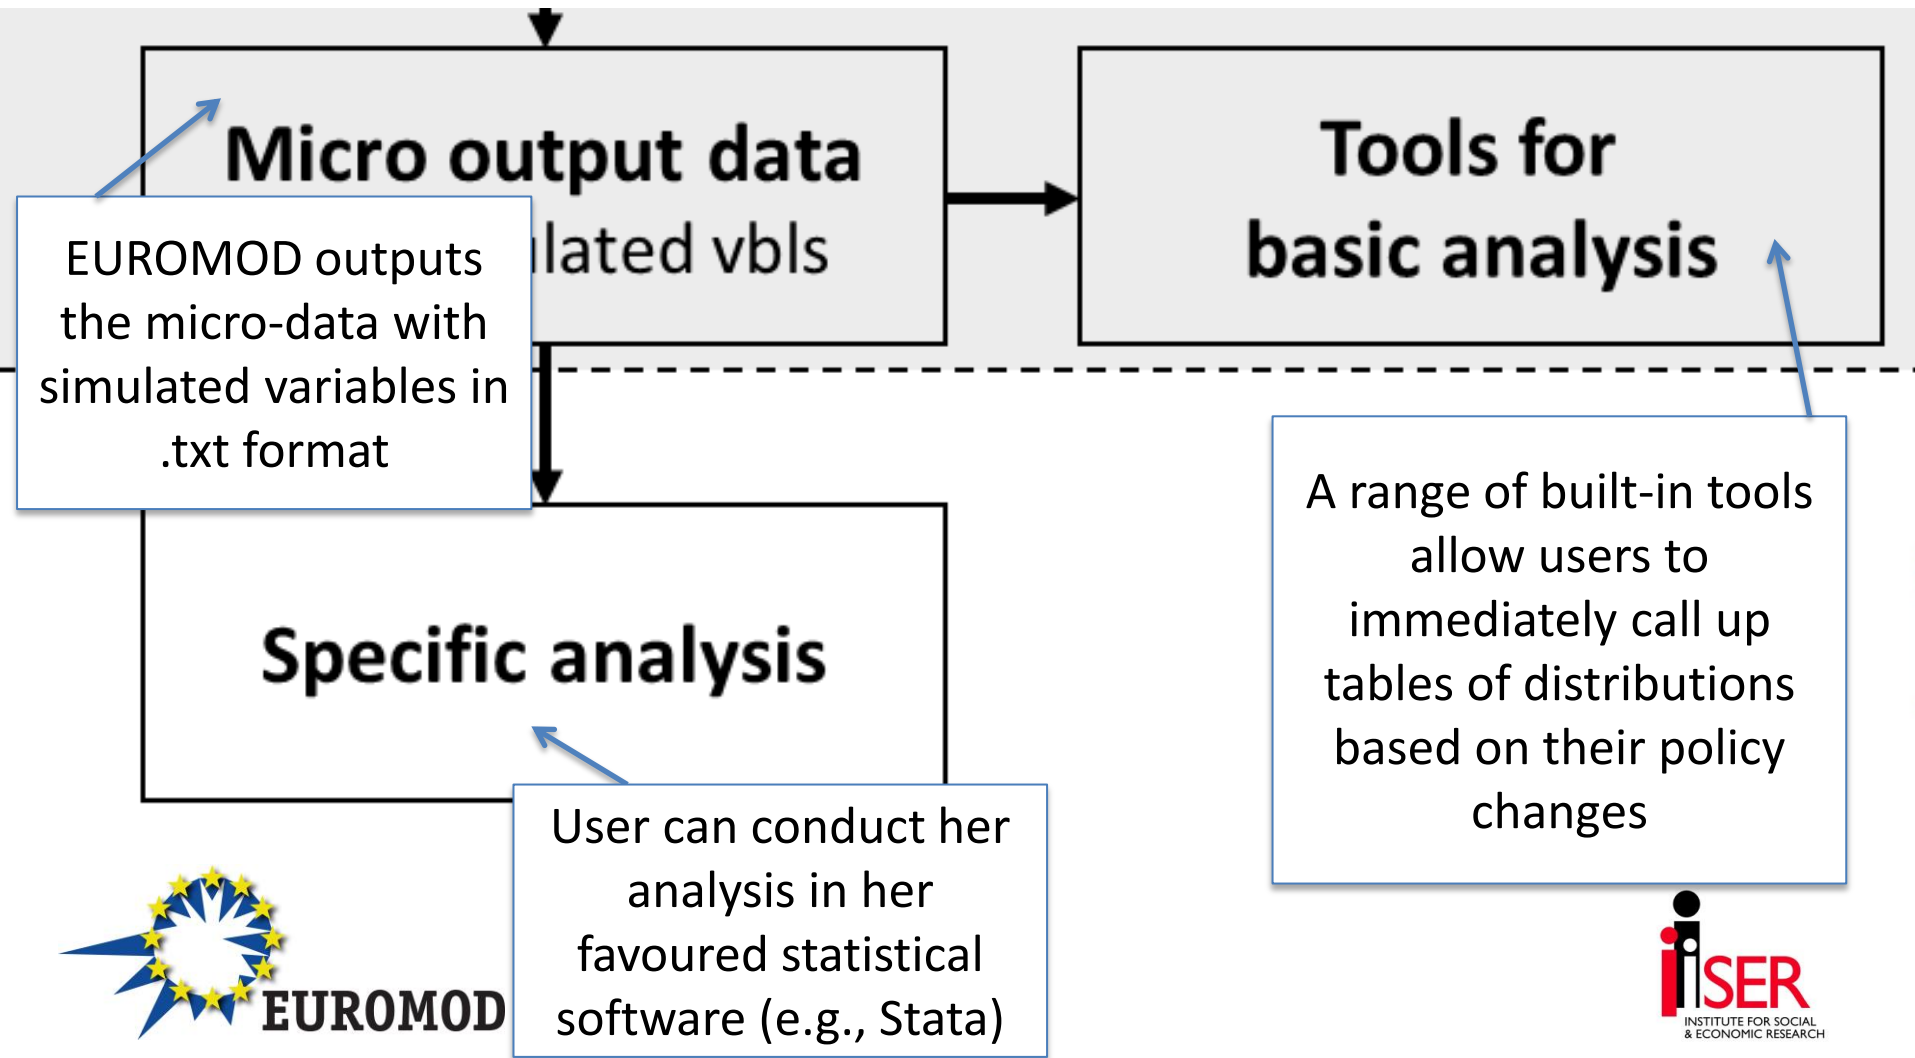 Micro output data
ulated vbls
Tools for
basic analysis
EUROMOD outputs
the micro-data with
simulated variables in
.txt format
Specific analysis
A range of built-in tools
allow users to
immediately call up
tables of distributions
based on their policy
changes
User can conduct her
analysis in her
favoured statistical
software (e.g., Stata)
EUROMOD
iiSER
INSTITUTE FOR SOCIAL
& ECONOMIC RESEARCH